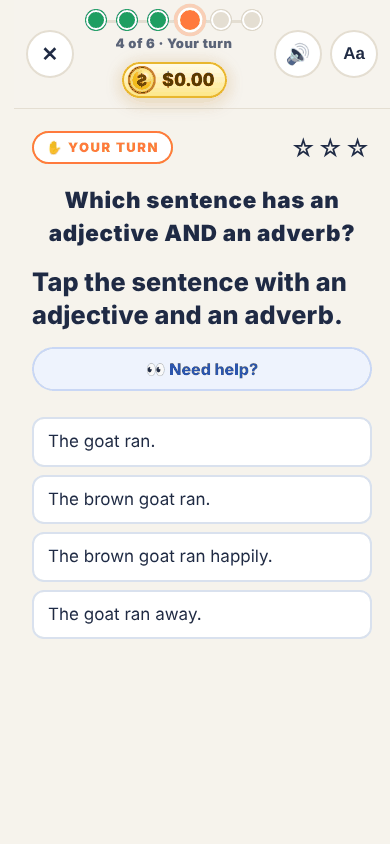 4 of 6 · Your turn
$0.00
Aa
YOUR TURN
Which sentence has an
adjective AND an adverb?
Tap the sentence with an
adjective and an adverb.
Need help?
The goat ran.
The brown goat ran.
The brown goat ran happily.
The goat ran away.